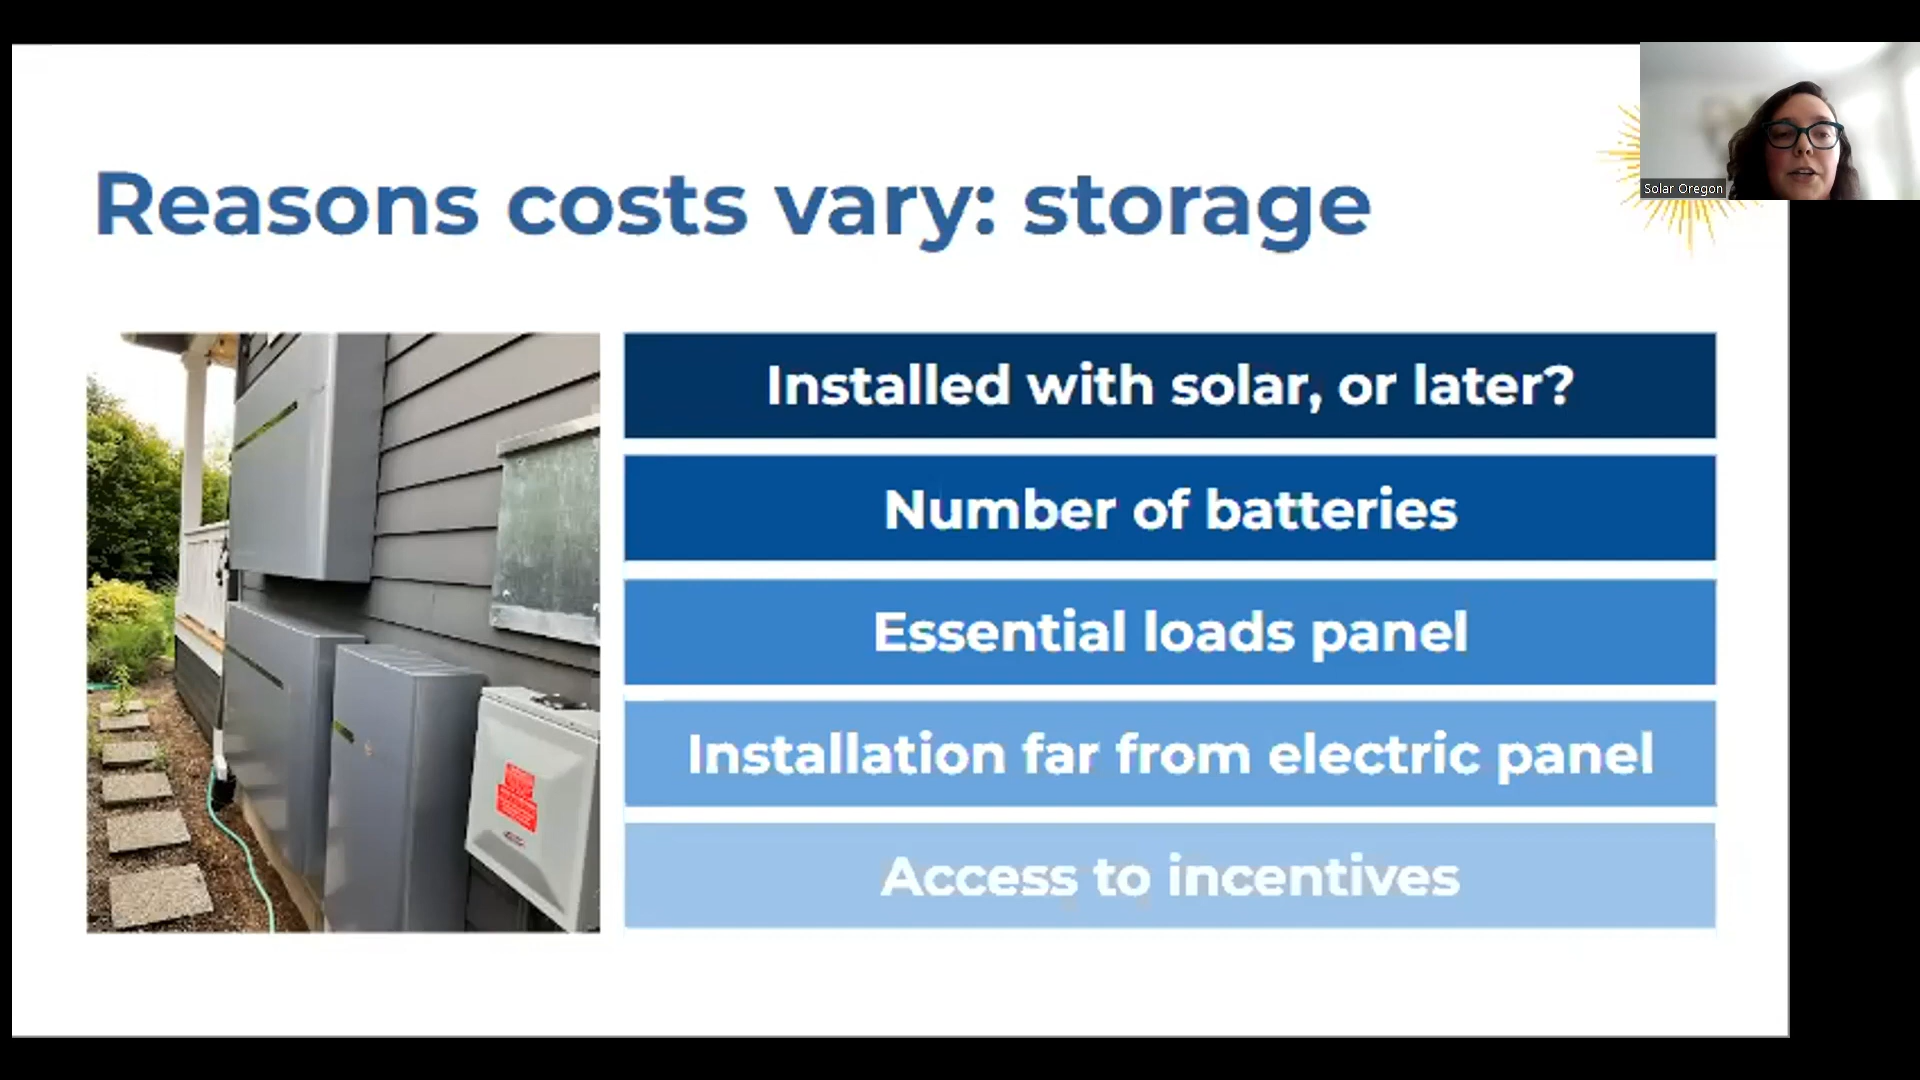 Reasons costs vary: storage
Solar Oregon
Installed with solar, or later?
Number of batteries
Essential loads panel
Installation far from electric panel
Access to incentives